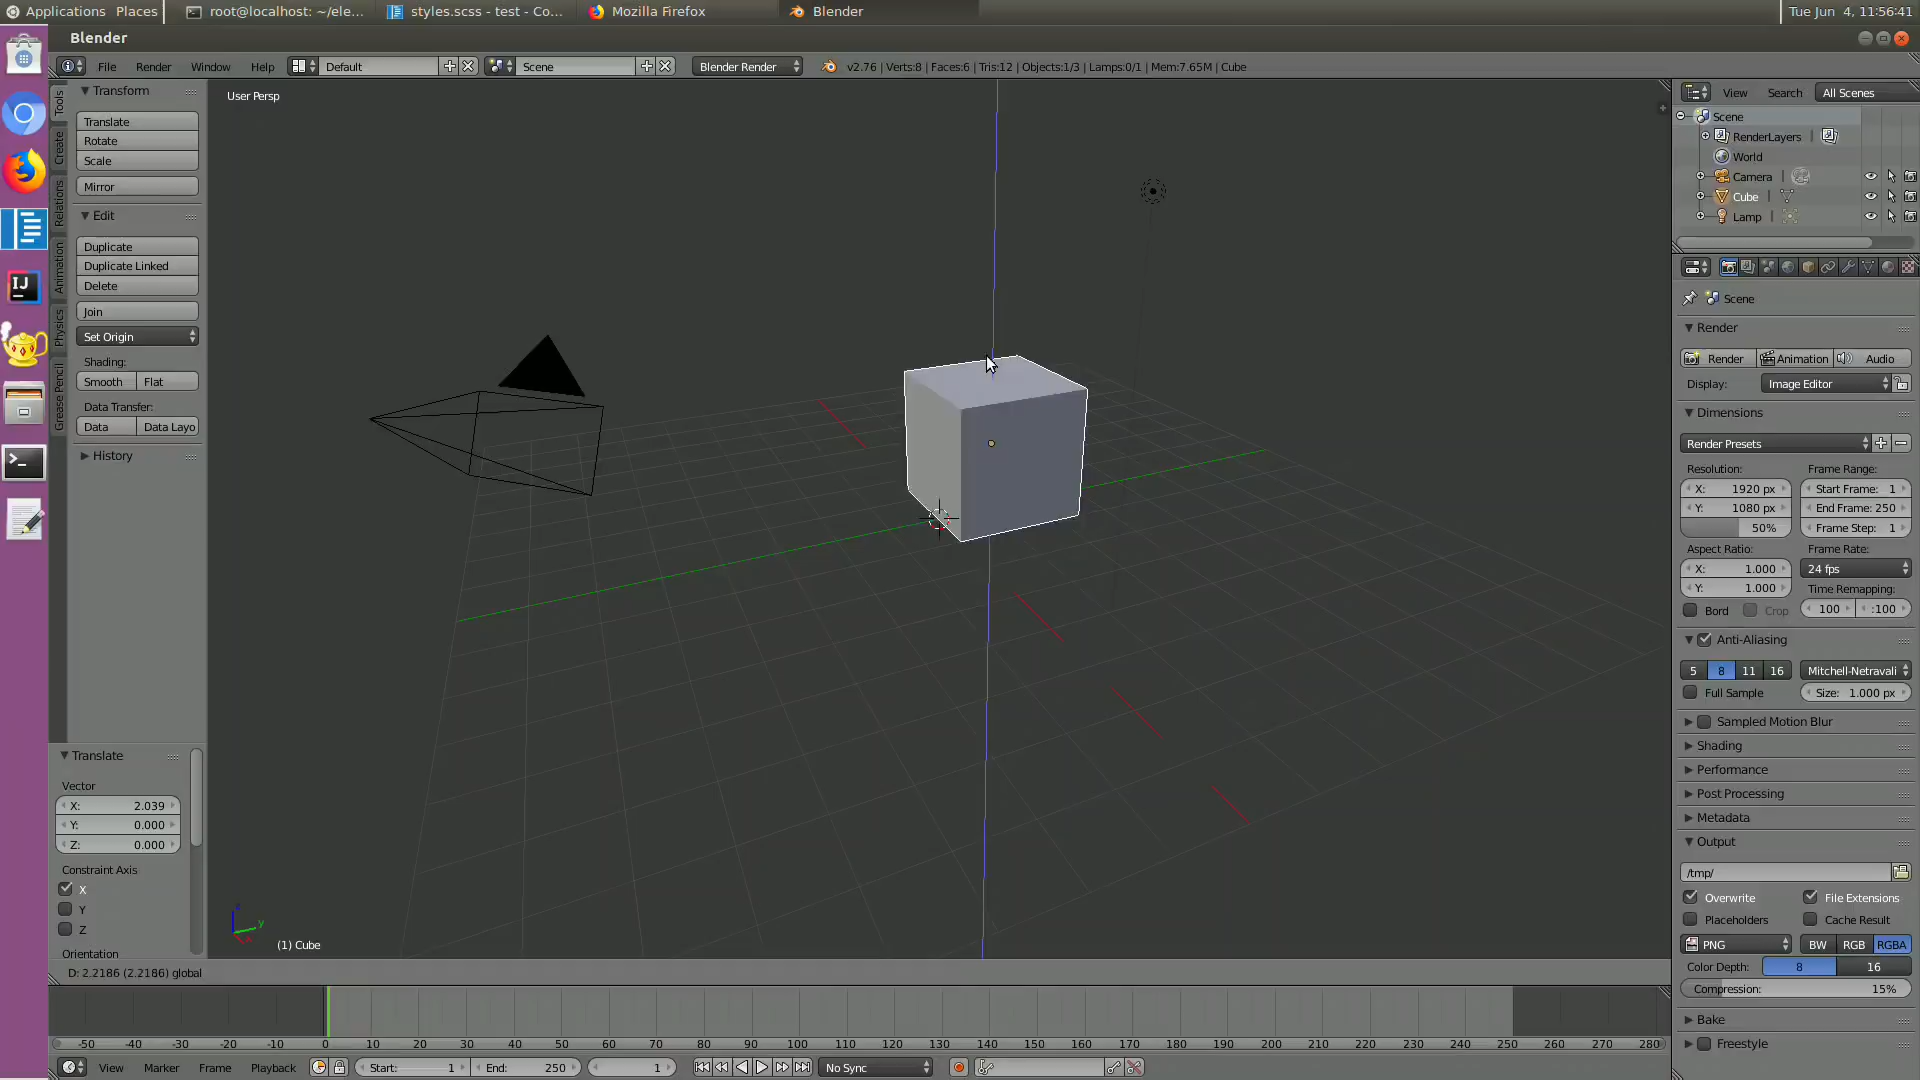 Applications Places root@localhost: ~/ele... styles.scss - test - Co... Mozilla Firefox Blender Tue Jun 4, 11:56:41
Blender
File Render Window Help Default Scene Blender Render v2.76 | Verts:8 | Faces:6 | Tris:12 | Objects:1/3 | Lamps:0/1 | Mem:7.65M | Cube
Tools
Create
Relations
Animation
Physics
Grease Pencil
Transform
Translate
Rotate
Scale
Mirror
Edit
Duplicate
Duplicate Linked
Delete
Join
Set Origin
Shading:
Smooth Flat
Data Transfer:
Data Data Layo
History
Translate
Vector
X: 2.039
Y: 0.000
Z: 0.000
Constraint Axis
X
Y
Z
Orientation
User Persp
(1) Cube
D: 2.2186 (2.2186) global
View Search All Scenes
Scene
RenderLayers
World
Camera
Cube
Lamp
Scene
Render
Render Animation Audio
Display: Image Editor
Dimensions
Render Presets
Resolution: Frame Range:
X: 1920 px Start Frame: 1
Y: 1080 px End Frame: 250
50% Frame Step: 1
Aspect Ratio: Frame Rate:
X: 1.000 24 fps
Y: 1.000 Time Remapping:
Bord Crop 100 :100
Anti-Aliasing
5 8 11 16 Mitchell-Netravali
Full Sample Size: 1.000 px
Sampled Motion Blur
Shading
Performance
Post Processing
Metadata
Output
/tmp/
Overwrite File Extensions
Placeholders Cache Result
PNG BW RGB RGBA
Color Depth: 8 16
Compression: 15%
Bake
Freestyle
-50 -40 -30 -20 -10 0 10 20 30 40 50 60 70 80 90 100 110 120 130 140 150 160 170 180 190 200 210 220 230 240 250 260 270 280
View Marker Frame Playback Start: 1 End: 250 1 No Sync